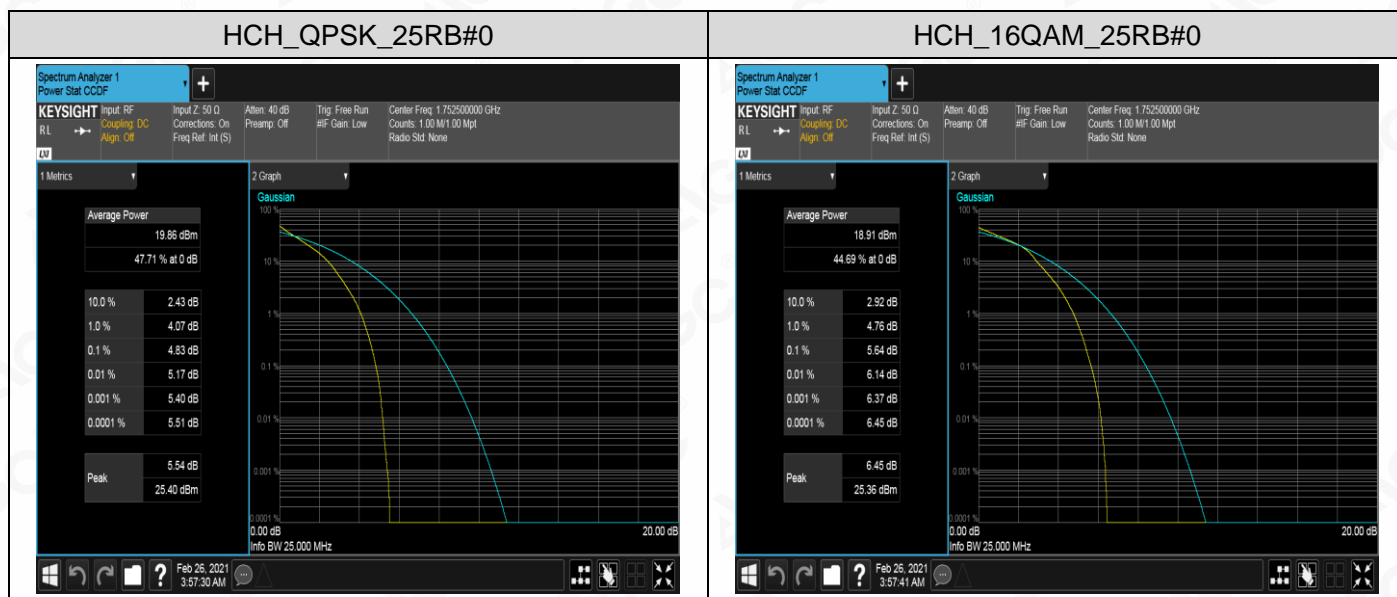 HCH_QPSK_25RB#0
Spectrum Analyzer 1
Power Stat CCDF
+
KEYSIGHT Input: RF Input Z: 50 Ω Atten: 40 dB Trig: Free Run Center Freq: 1.752500000 GHz
RL Coupling: DC Corrections: On Preamp: Off #IF Gain: Low Counts: 1.00 M/1.00 Mpt
Align: Off Freq Ref: Int (S) Radio Std: None
LXI
1 Metrics
2 Graph
Gaussian
Average Power
19.86 dBm
47.71 % at 0 dB
10.0 % 2.43 dB
1.0 % 4.07 dB
0.1 % 4.83 dB
0.01 % 5.17 dB
0.001 % 5.40 dB
0.0001 % 5.51 dB
Peak 5.54 dB
25.40 dBm
100 %
10 %
1 %
0.1 %
0.01 %
0.001 %
0.0001 %
0.00 dB 20.00 dB
Info BW 25.000 MHz
?
Feb 26, 2021
3:57:30 AM
HCH_16QAM_25RB#0
Spectrum Analyzer 1
Power Stat CCDF
+
KEYSIGHT Input: RF Input Z: 50 Ω Atten: 40 dB Trig: Free Run Center Freq: 1.752500000 GHz
RL Coupling: DC Corrections: On Preamp: Off #IF Gain: Low Counts: 1.00 M/1.00 Mpt
Align: Off Freq Ref: Int (S) Radio Std: None
LXI
1 Metrics
2 Graph
Gaussian
Average Power
18.91 dBm
44.69 % at 0 dB
10.0 % 2.92 dB
1.0 % 4.76 dB
0.1 % 5.64 dB
0.01 % 6.14 dB
0.001 % 6.37 dB
0.0001 % 6.45 dB
Peak 6.45 dB
25.36 dBm
100 %
10 %
1 %
0.1 %
0.01 %
0.001 %
0.0001 %
0.00 dB 20.00 dB
Info BW 25.000 MHz
?
Feb 26, 2021
3:57:41 AM